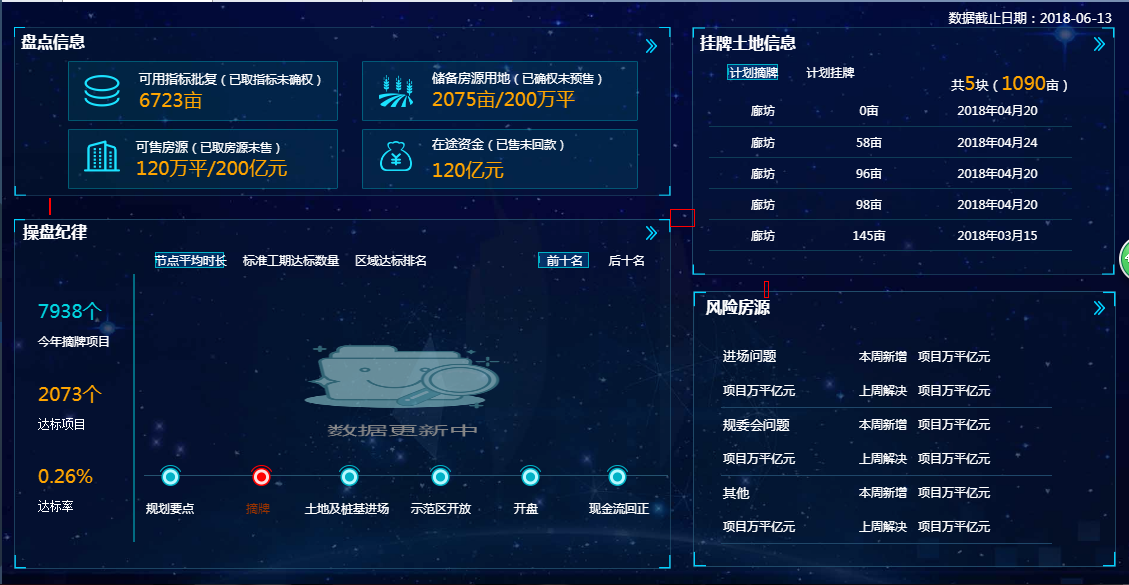 数据截止日期：2018-06-13
盘点信息
可用指标批复（已取指标未确权）
6723亩
储备房源用地（已确权未预售）
2075亩/200万平
可售房源（已取房源未售）
120万平/200亿元
在途资金（已售未回款）
120亿元
挂牌土地信息
计划摘牌 计划挂牌
共5块（1090亩）
廊坊 0亩 2018年04月20
廊坊 58亩 2018年04月24
廊坊 96亩 2018年04月20
廊坊 98亩 2018年04月20
廊坊 145亩 2018年03月15
操盘纪律
节点平均时长 标准工期达标数量 区域达标排名 前十名 后十名
7938个
今年摘牌项目
2073个
达标项目
0.26%
达标率
数据更新中
规划要点 摘牌 土地及桩基进场 示范区开放 开盘 现金流回正
风险房源
进场问题 本周新增 项目万平亿元
项目万平亿元 上周解决 项目万平亿元
规委会问题 本周新增 项目万平亿元
项目万平亿元 上周解决 项目万平亿元
其他 本周新增 项目万平亿元
项目万平亿元 上周解决 项目万平亿元